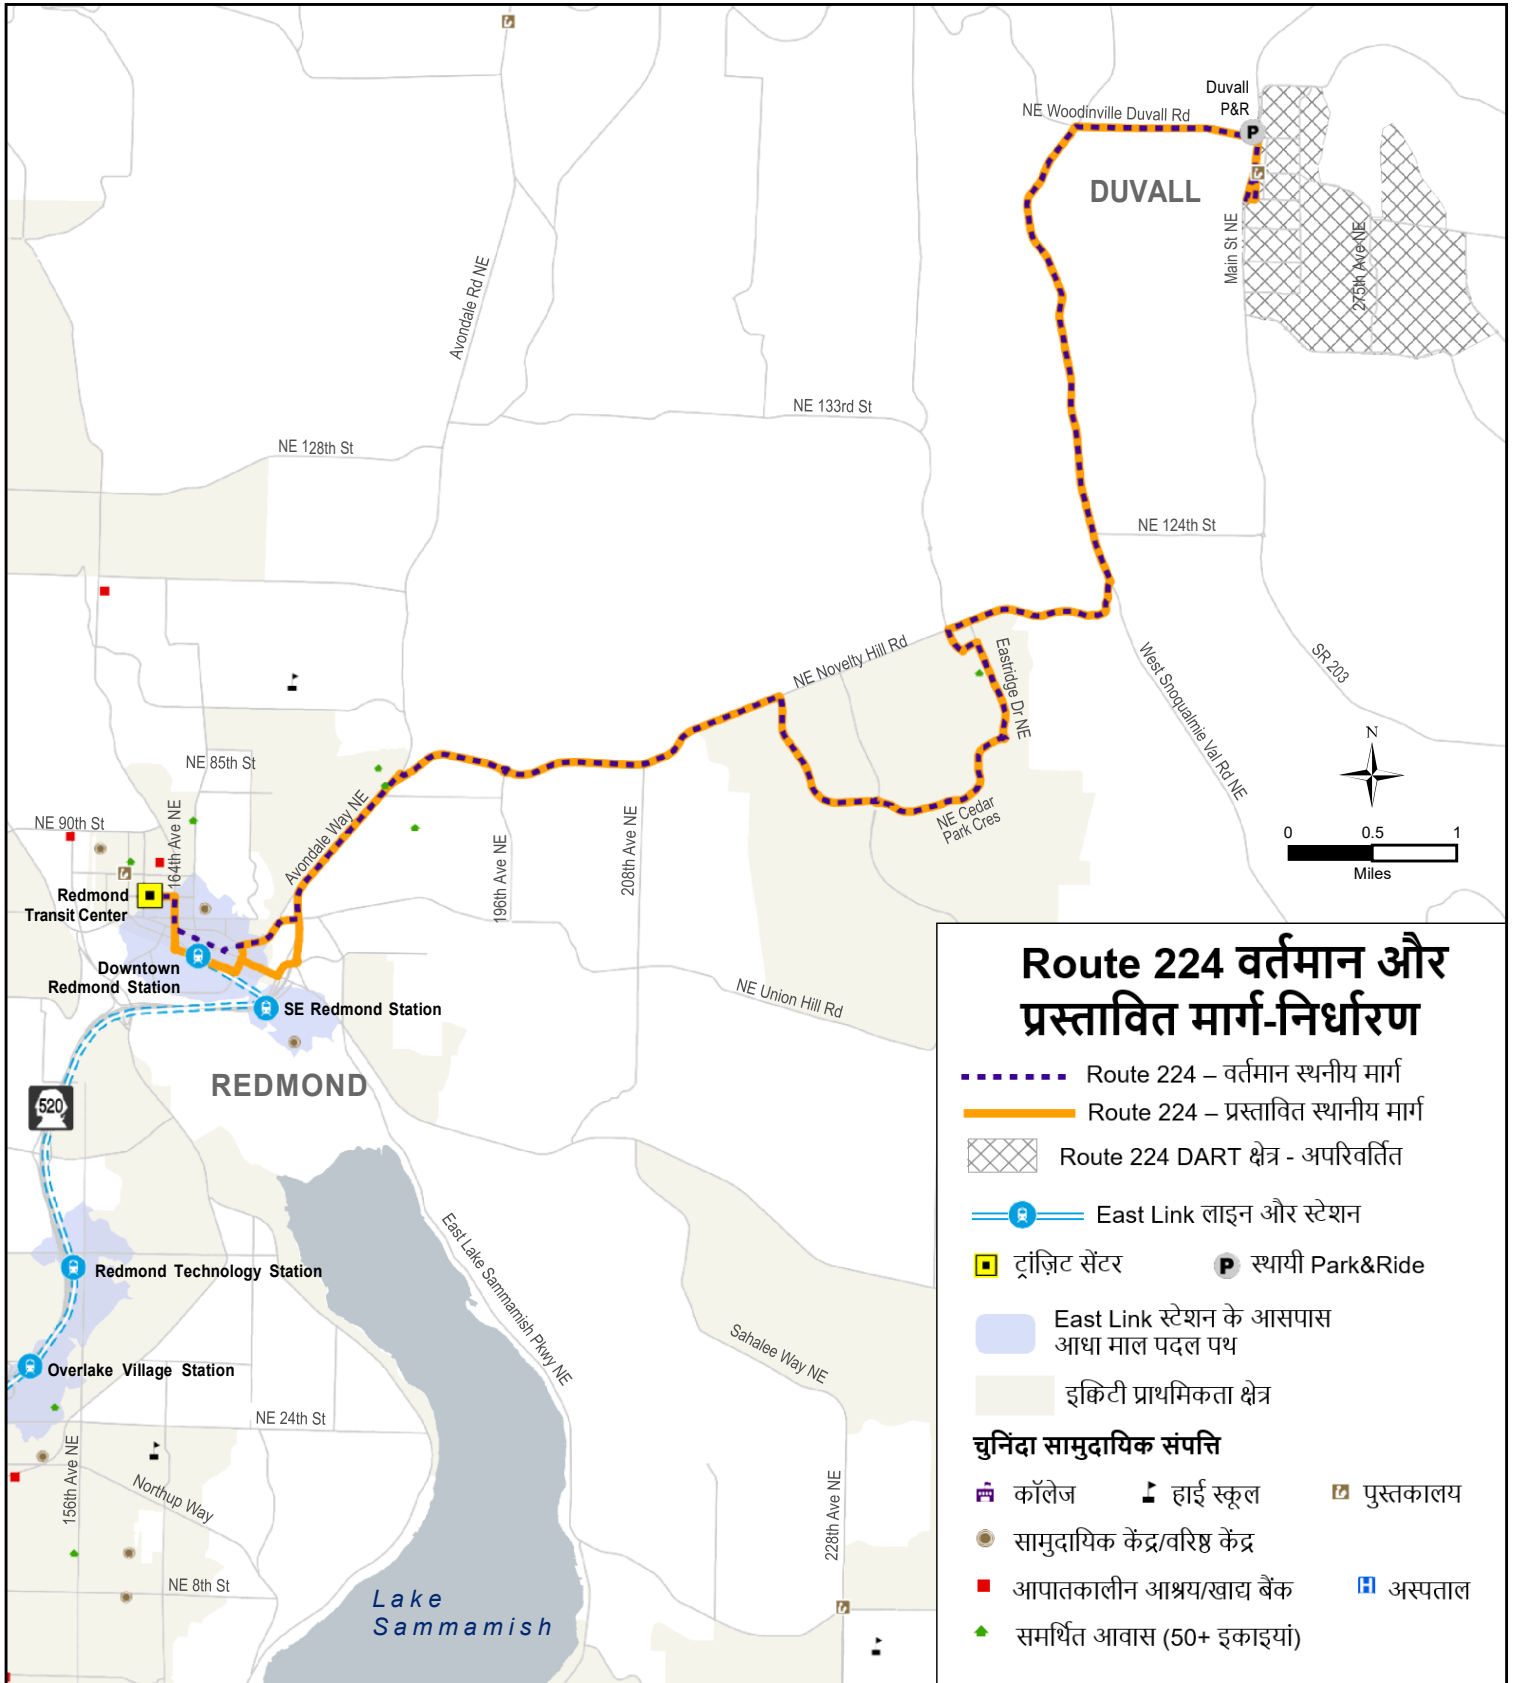 Duvall
P&R
NE Woodinville Duvall Rd
DUVALL
Main St NE
275th Ave NE
Avondale Rd NE
NE 133rd St
NE 128th St
NE 124th St
NE Novelty Hill Rd
Eastridge Dr NE
West Snoqualmie Val Rd NE
SR 203
N
NE 85th St
NE 90th St
164th Ave NE
Avondale Way NE
196th Ave NE
208th Ave NE
NE Cedar
Park Cres
0 0.5 1
Miles
Redmond
Transit Center
Downtown
Redmond Station
SE Redmond Station
NE Union Hill Rd
REDMOND
520
East Lake Sammamish Pkwy NE
Redmond Technology Station
Sahalee Way NE
Overlake Village Station
NE 24th St
156th Ave NE
Northup Way
228th Ave NE
NE 8th St
Lake
Sammamish
Route 224 वर्तमान और
प्रस्तावित मार्ग-निर्धारण
Route 224 – वर्तमान स्थनीय मार्ग
Route 224 – प्रस्तावित स्थानीय मार्ग
Route 224 DART क्षेत्र - अपरिवर्तित
East Link लाइन और स्टेशन
ट्रांज़िट सेंटर
P स्थायी Park&Ride
East Link स्टेशन के आसपास
आधा माल पदल पथ
इक्विटी प्राथमिकता क्षेत्र
चुनिंदा सामुदायिक संपत्ति
कॉलेज
हाई स्कूल
पुस्तकालय
सामुदायिक केंद्र/वरिष्ठ केंद्र
आपातकालीन आश्रय/खाद्य बैंक
H अस्पताल
समर्थित आवास (50+ इकाइयां)